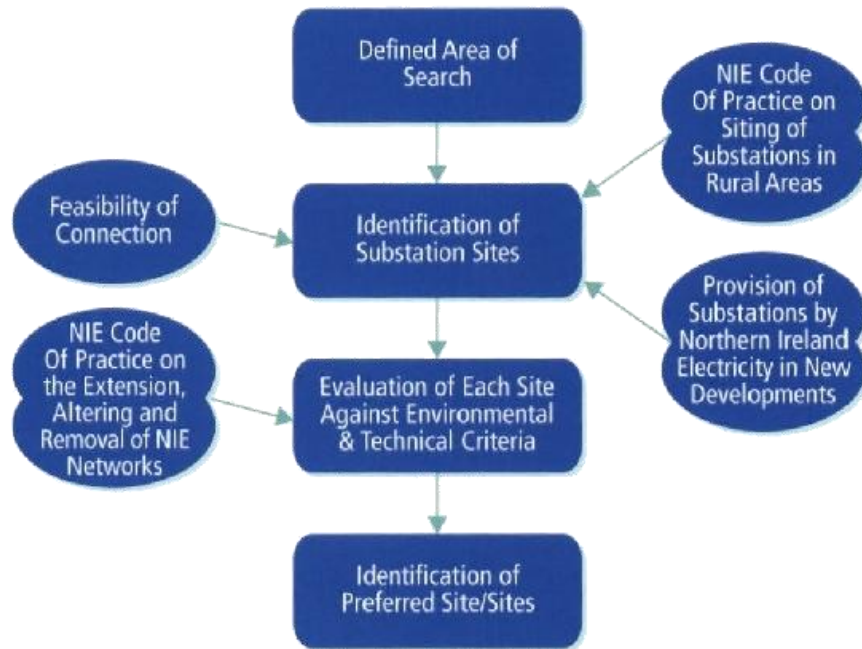 Defined Area of
Search
NIE Code
Of Practice on
Siting of
Substations in
Rural Areas
Feasibility of
Connection
Identification of
Substation Sites
Provision of
Substations by
Northern Ireland
Electricity in New
Developments
NIE Code
Of Practice on
the Extension,
Altering and
Removal of NIE
Networks
Evaluation of Each Site
Against Environmental
& Technical Criteria
Identification of
Preferred Site/Sites